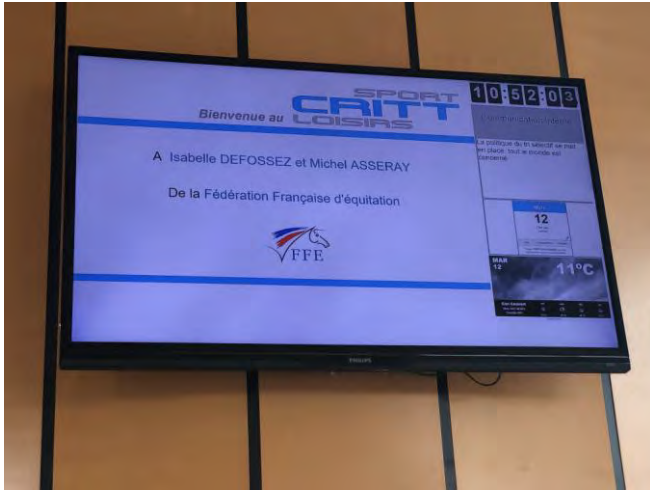 Bienvenue au
SPORT
CRITT
LOISIRS
A Isabelle DEFOSSEZ et Michel ASSERAY
De la Fédération Française d'équitation
FFE
10:52:03
La politique du tri sélectif se met
en place, tout le monde est
concerné
12
MAR
12
11°C
PHILIPS